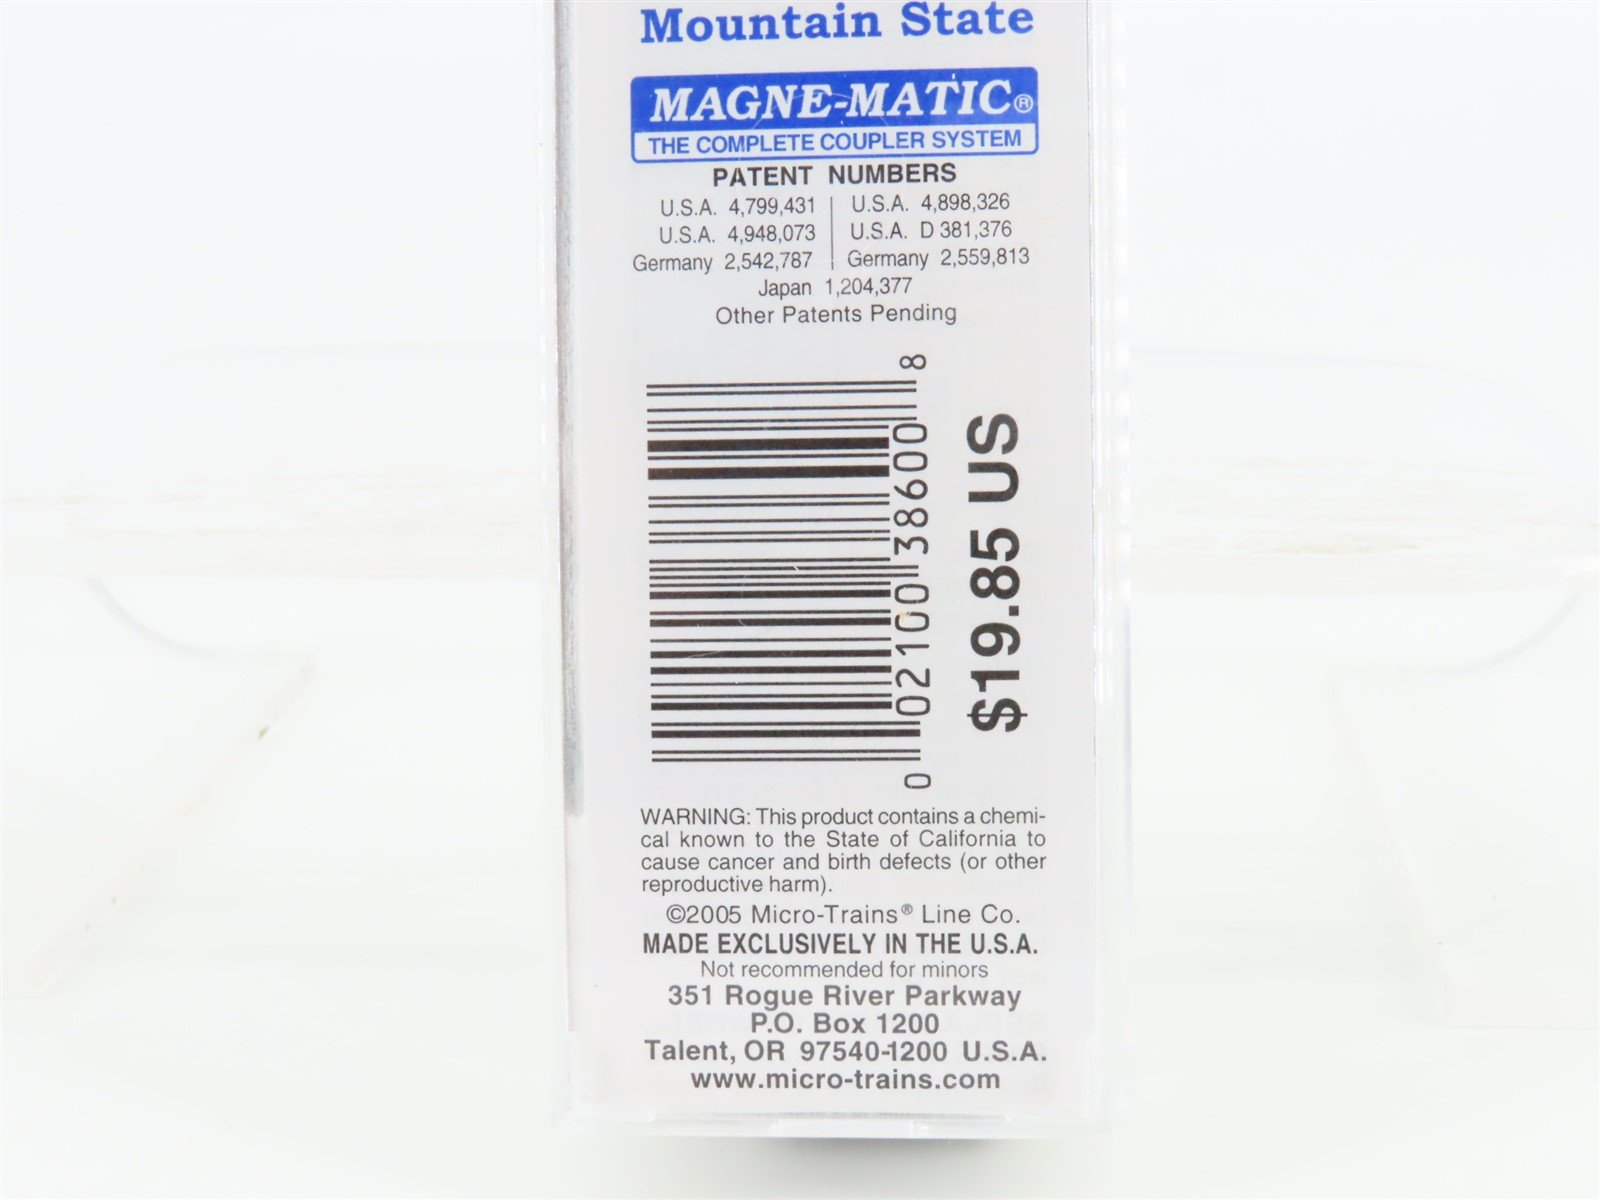 Mountain State
MAGNE-MATIC®
THE COMPLETE COUPLER SYSTEM
PATENT NUMBERS
U.S.A. 4,799,431 | U.S.A. 4,898,326
U.S.A. 4,948,073 | U.S.A. D 381,376
Germany 2,542,787 | Germany 2,559,813
Japan 1,204,377
Other Patents Pending
0 02100 38600 8
$19.85 US
WARNING: This product contains a chemi-
cal known to the State of California to
cause cancer and birth defects (or other
reproductive harm).
©2005 Micro-Trains® Line Co.
MADE EXCLUSIVELY IN THE U.S.A.
Not recommended for minors
351 Rogue River Parkway
P.O. Box 1200
Talent, OR 97540-1200 U.S.A.
www.micro-trains.com